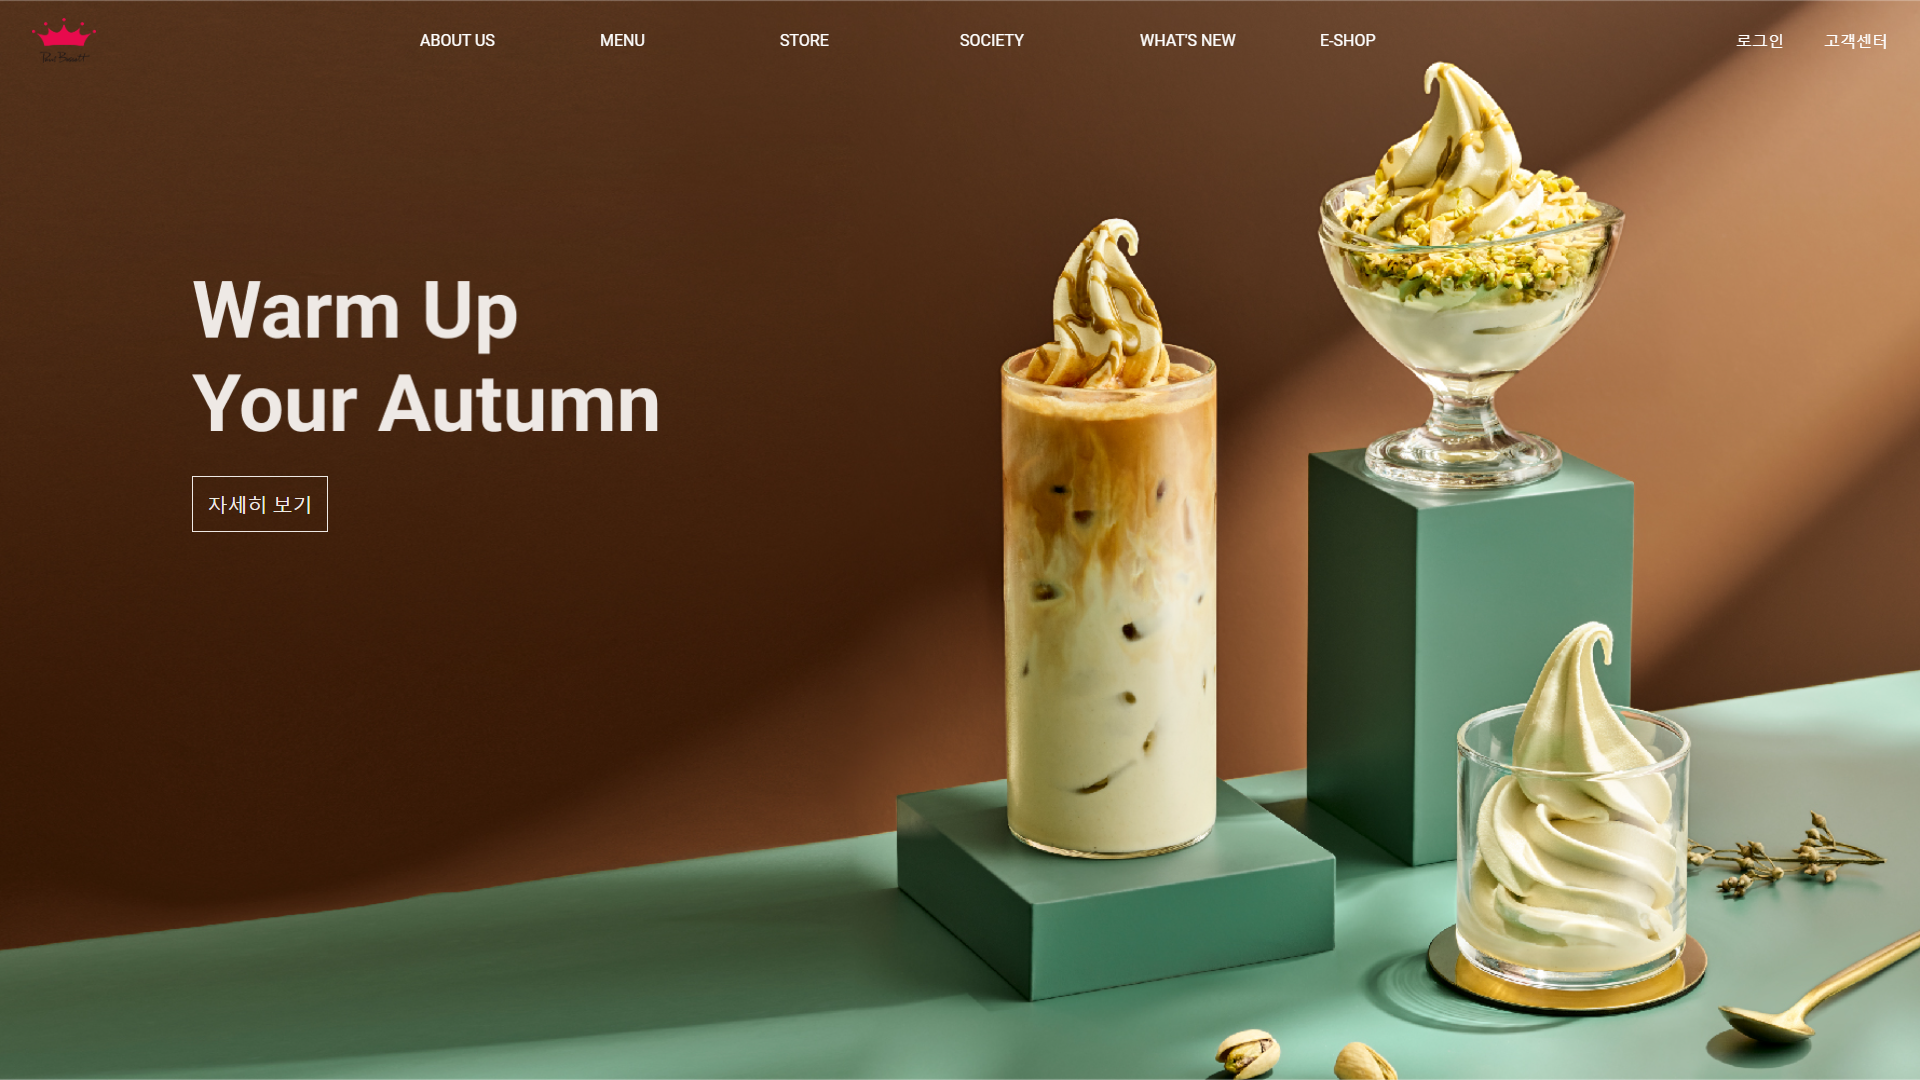 ABOUT US
MENU
STORE
SOCIETY
WHAT'S NEW
E-SHOP
로그인
고객센터
Warm Up
Your Autumn
자세히 보기